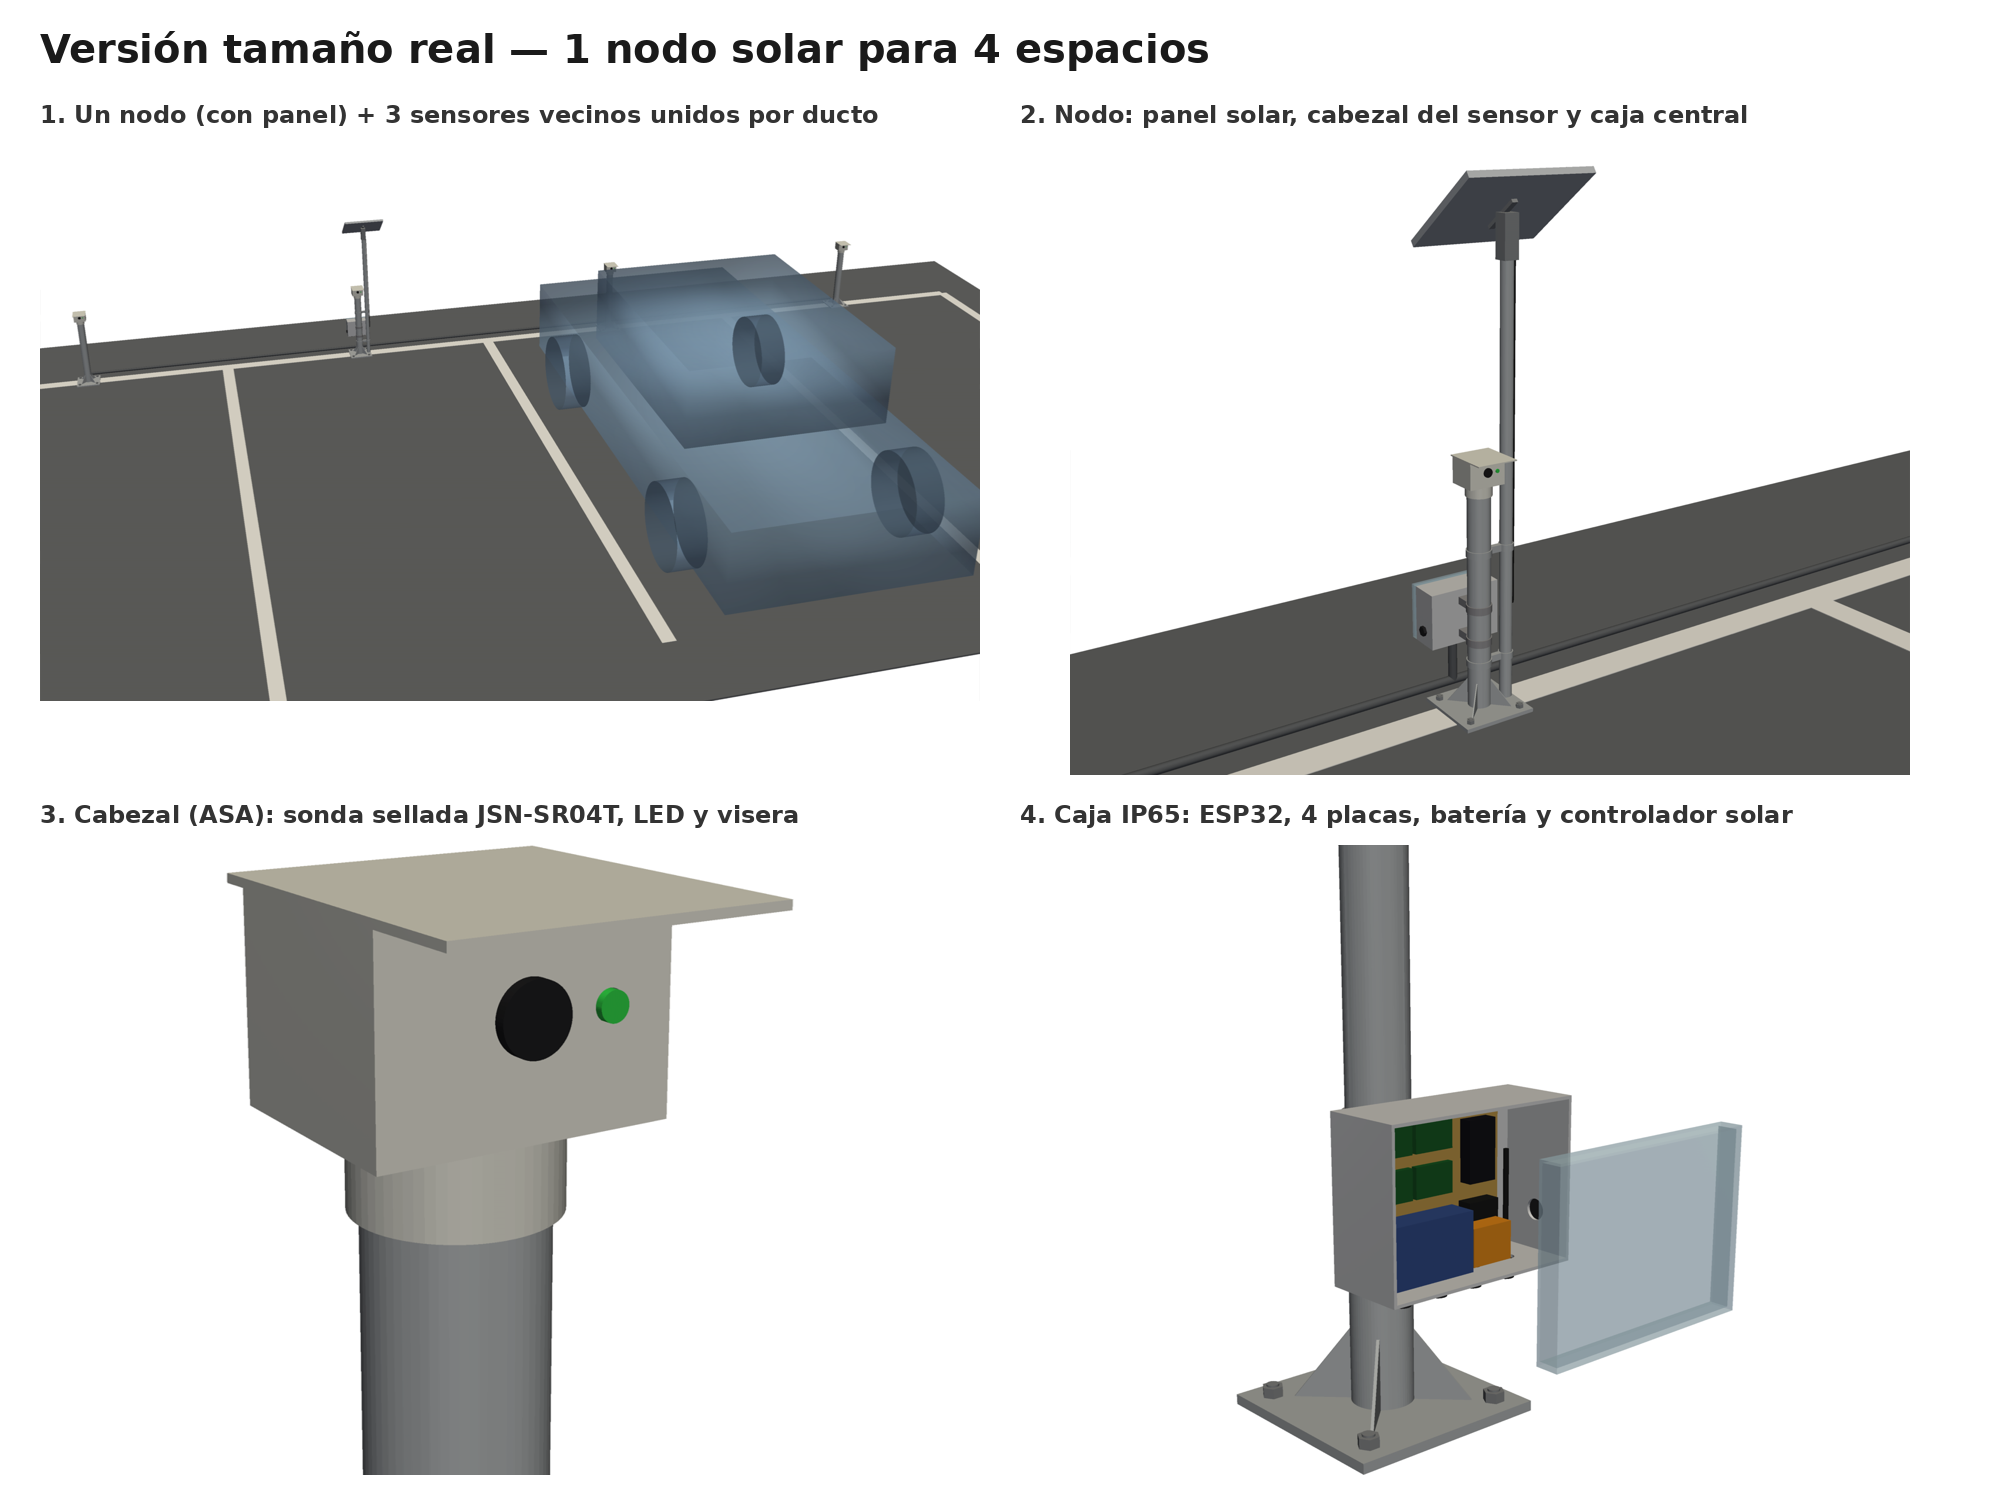 Versión tamaño real — 1 nodo solar para 4 espacios
1. Un nodo (con panel) + 3 sensores vecinos unidos por ducto
2. Nodo: panel solar, cabezal del sensor y caja central
3. Cabezal (ASA): sonda sellada JSN-SR04T, LED y visera
4. Caja IP65: ESP32, 4 placas, batería y controlador solar